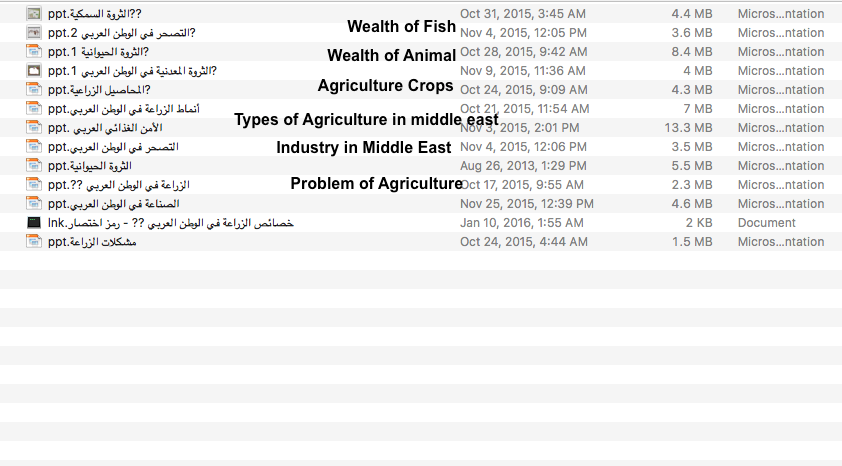 ppt.الثروة السمكية?? Oct 31, 2015, 3:45 AM 4.4 MB Micros...ntation
Wealth of Fish
ppt.2 التصحر في الوطن العربي? Nov 4, 2015, 12:05 PM 3.6 MB Micros...ntation
ppt.1 الثروة الحيوانية? Oct 28, 2015, 9:42 AM 8.4 MB Micros...ntation
Wealth of Animal
ppt.1 الثروة المعدنية في الوطن العربي? Nov 9, 2015, 11:36 AM 4 MB Micros...ntation
Agriculture Crops
ppt.المحاصيل الزراعية? Oct 24, 2015, 9:09 AM 4.3 MB Micros...ntation
ppt.أنماط الزراعة في الوطن العربي Oct 21, 2015, 11:54 AM 7 MB Micros...ntation
Types of Agriculture in middle east
ppt. الأمن الغذائي العربي Nov 3, 2015, 2:01 PM 13.3 MB Micros...ntation
ppt.التصحر في الوطن العربي Nov 4, 2015, 12:06 PM 3.5 MB Micros...ntation
Industry in Middle East
ppt.الثروة الحيوانية Aug 26, 2013, 1:29 PM 5.5 MB Micros...ntation
ppt.?? الزراعة في الوطن العربي Oct 17, 2015, 9:55 AM 2.3 MB Micros...ntation
Problem of Agriculture
ppt.الصناعة في الوطن العربي Nov 25, 2015, 12:39 PM 4.6 MB Micros...ntation
lnk.خصائص الزراعة في الوطن العربي ?? - رمز اختصار Jan 10, 2016, 1:55 AM 2 KB Document
ppt.مشكلات الزراعة Oct 24, 2015, 4:44 AM 1.5 MB Micros...ntation